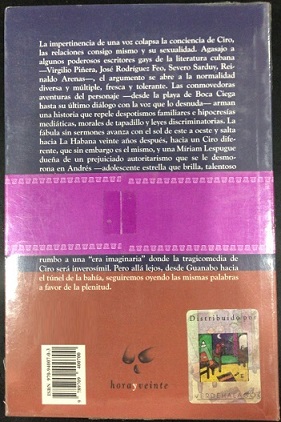 La impertinencia de una voz colapsa la conciencia de Ciro,
las relaciones consigo mismo y su sexualidad. Agasajo a
algunos poderosos escritores gays de la literatura cubana
—Virgilio Piñera, José Rodríguez Feo, Severo Sarduy, Rei-
naldo Arenas—, el argumento se abre a la normalidad
diversa y múltiple, fresca y tolerante. Las conmovedoras
aventuras del personaje —desde la playa de Boca Ciega
hasta su último diálogo con la voz que lo desnuda— arman
una historia que repele despotismos familiares e hipocresías
mediáticas, morales de tapadillo y leyes discriminatorias. La
fábula sin sermones avanza con el sol de este a oeste y salta
hacia La Habana veinte años después, hacia un Ciro dife-
rente, que sin embargo es el mismo, y una Míriam Lespugue
dueña de un prejuiciado autoritarismo que se le desmo-
rona en Andrés —adolescente estrella que brilla, talentoso
rumbo a una "era imaginaria" donde la tragicomedia de
Ciro será inverosímil. Pero allá lejos, desde Guanabo hacia
el túnel de la bahía, seguiremos oyendo las mismas palabras
a favor de la plenitud.
horayveinte
Distribuido por